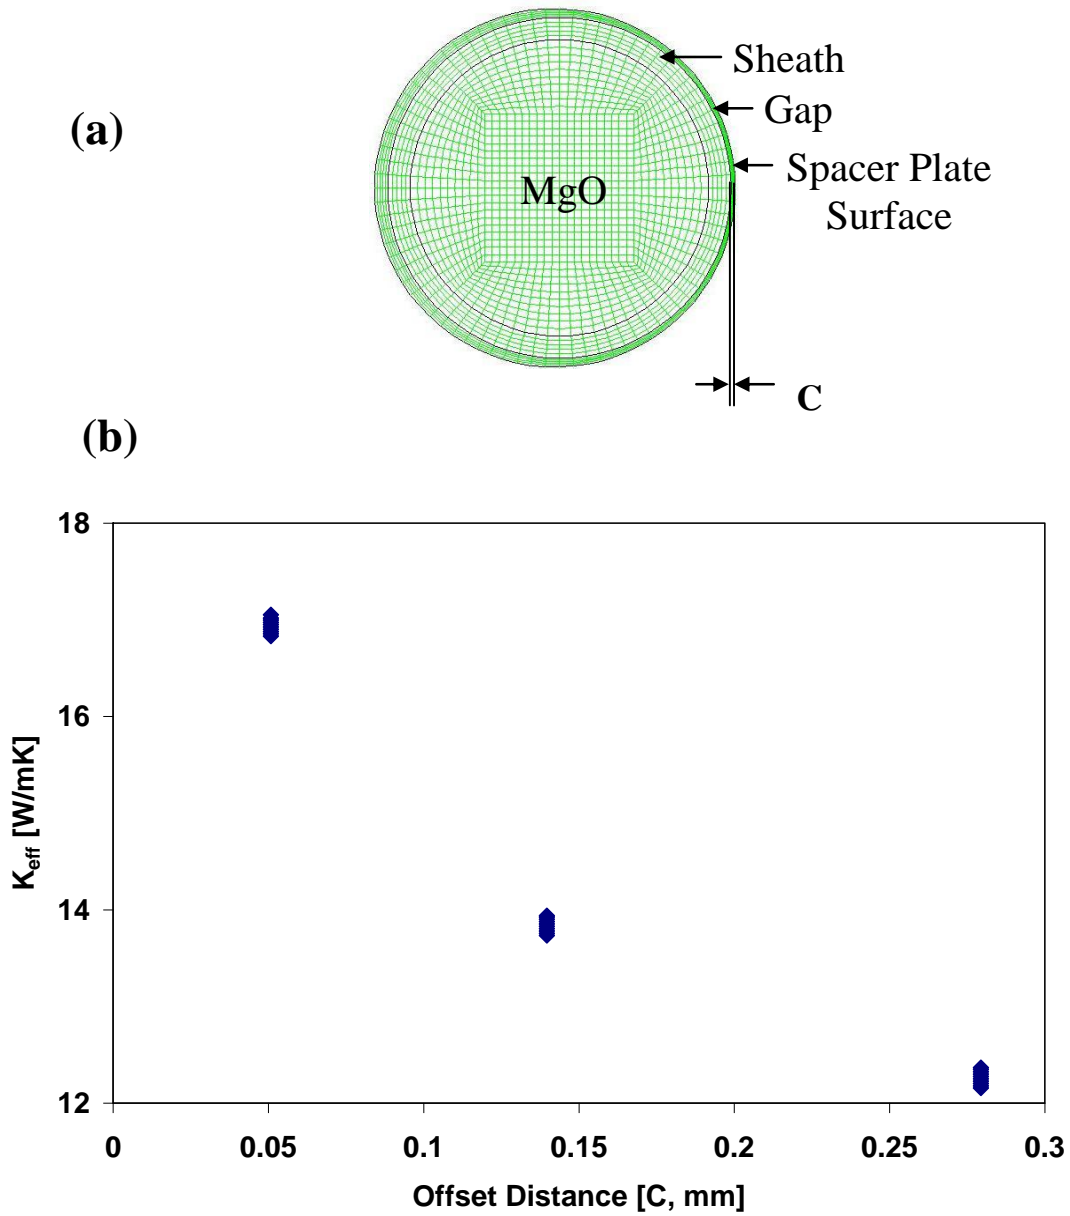 (a)
Sheath
Gap
Spacer Plate
Surface
MgO
C
(b)
18
16
14
12
0
0.05
0.1
0.15
0.2
0.25
0.3
Keff [W/mK]
Offset Distance [C, mm]